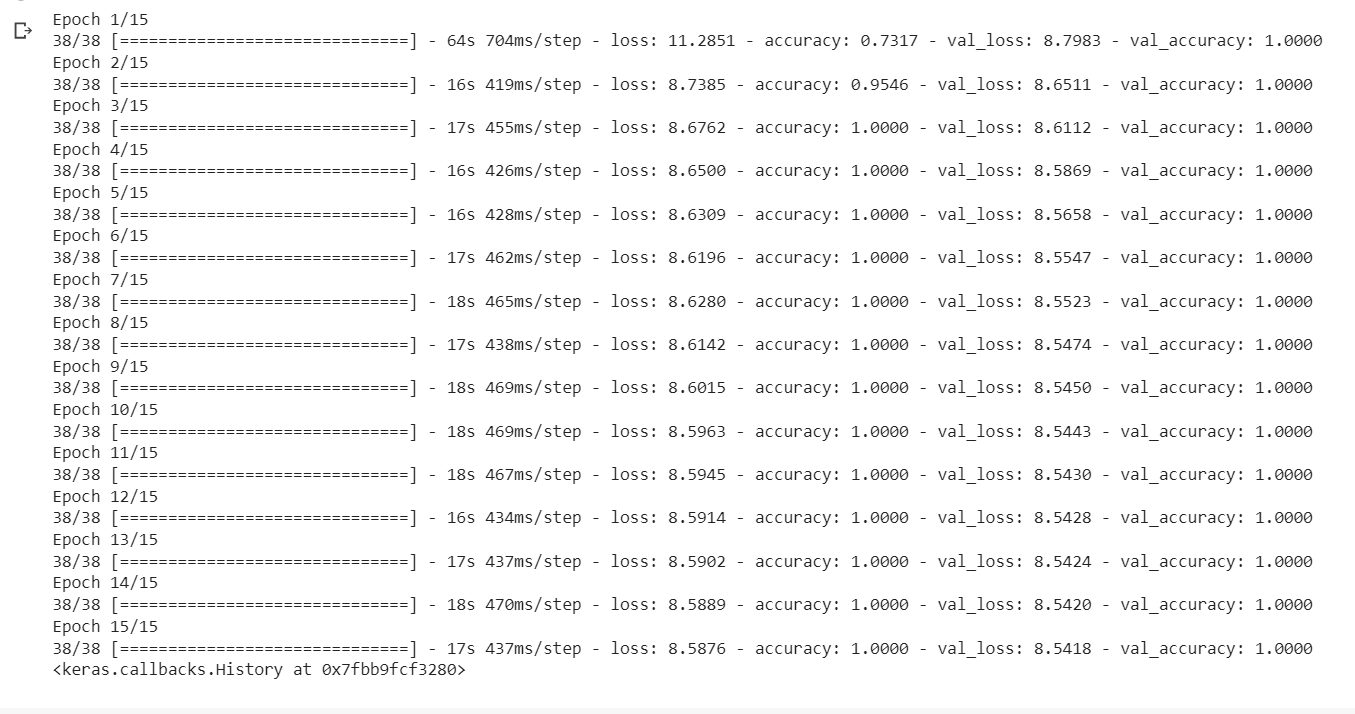 Epoch 1/15
38/38 [==============================] - 64s 704ms/step - loss: 11.2851 - accuracy: 0.7317 - val_loss: 8.7983 - val_accuracy: 1.0000
Epoch 2/15
38/38 [==============================] - 16s 419ms/step - loss: 8.7385 - accuracy: 0.9546 - val_loss: 8.6511 - val_accuracy: 1.0000
Epoch 3/15
38/38 [==============================] - 17s 455ms/step - loss: 8.6762 - accuracy: 1.0000 - val_loss: 8.6112 - val_accuracy: 1.0000
Epoch 4/15
38/38 [==============================] - 16s 426ms/step - loss: 8.6500 - accuracy: 1.0000 - val_loss: 8.5869 - val_accuracy: 1.0000
Epoch 5/15
38/38 [==============================] - 16s 428ms/step - loss: 8.6309 - accuracy: 1.0000 - val_loss: 8.5658 - val_accuracy: 1.0000
Epoch 6/15
38/38 [==============================] - 17s 462ms/step - loss: 8.6196 - accuracy: 1.0000 - val_loss: 8.5547 - val_accuracy: 1.0000
Epoch 7/15
38/38 [==============================] - 18s 465ms/step - loss: 8.6280 - accuracy: 1.0000 - val_loss: 8.5523 - val_accuracy: 1.0000
Epoch 8/15
38/38 [==============================] - 17s 438ms/step - loss: 8.6142 - accuracy: 1.0000 - val_loss: 8.5474 - val_accuracy: 1.0000
Epoch 9/15
38/38 [==============================] - 18s 469ms/step - loss: 8.6015 - accuracy: 1.0000 - val_loss: 8.5450 - val_accuracy: 1.0000
Epoch 10/15
38/38 [==============================] - 18s 469ms/step - loss: 8.5963 - accuracy: 1.0000 - val_loss: 8.5443 - val_accuracy: 1.0000
Epoch 11/15
38/38 [==============================] - 18s 467ms/step - loss: 8.5945 - accuracy: 1.0000 - val_loss: 8.5430 - val_accuracy: 1.0000
Epoch 12/15
38/38 [==============================] - 16s 434ms/step - loss: 8.5914 - accuracy: 1.0000 - val_loss: 8.5428 - val_accuracy: 1.0000
Epoch 13/15
38/38 [==============================] - 17s 437ms/step - loss: 8.5902 - accuracy: 1.0000 - val_loss: 8.5424 - val_accuracy: 1.0000
Epoch 14/15
38/38 [==============================] - 18s 470ms/step - loss: 8.5889 - accuracy: 1.0000 - val_loss: 8.5420 - val_accuracy: 1.0000
Epoch 15/15
38/38 [==============================] - 17s 437ms/step - loss: 8.5876 - accuracy: 1.0000 - val_loss: 8.5418 - val_accuracy: 1.0000
<keras.callbacks.History at 0x7fbb9fcf3280>